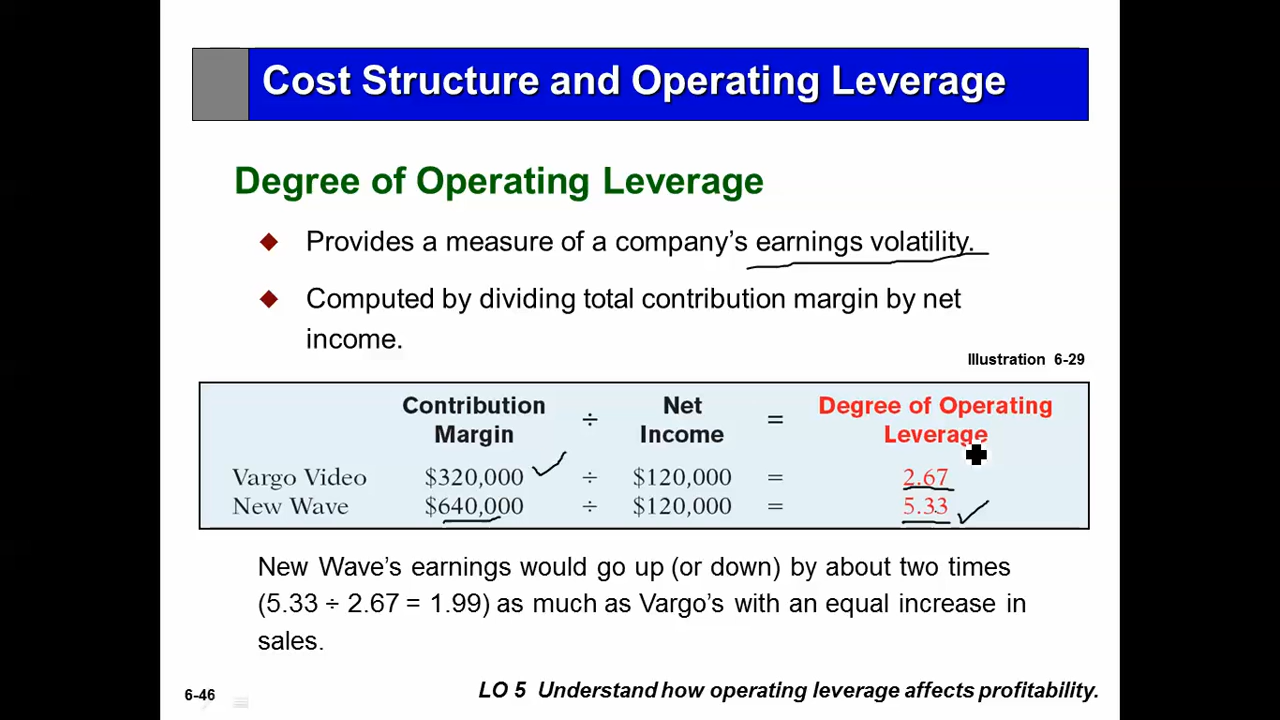 Cost Structure and Operating Leverage
Degree of Operating Leverage
Provides a measure of a company’s earnings volatility.
Computed by dividing total contribution margin by net
income.
Illustration 6-29
Contribution Margin ÷ Net Income = Degree of Operating Leverage
Vargo Video $320,000 ÷ $120,000 = 2.67
New Wave $640,000 ÷ $120,000 = 5.33
New Wave’s earnings would go up (or down) by about two times
(5.33 ÷ 2.67 = 1.99) as much as Vargo’s with an equal increase in
sales.
6-46
LO 5 Understand how operating leverage affects profitability.